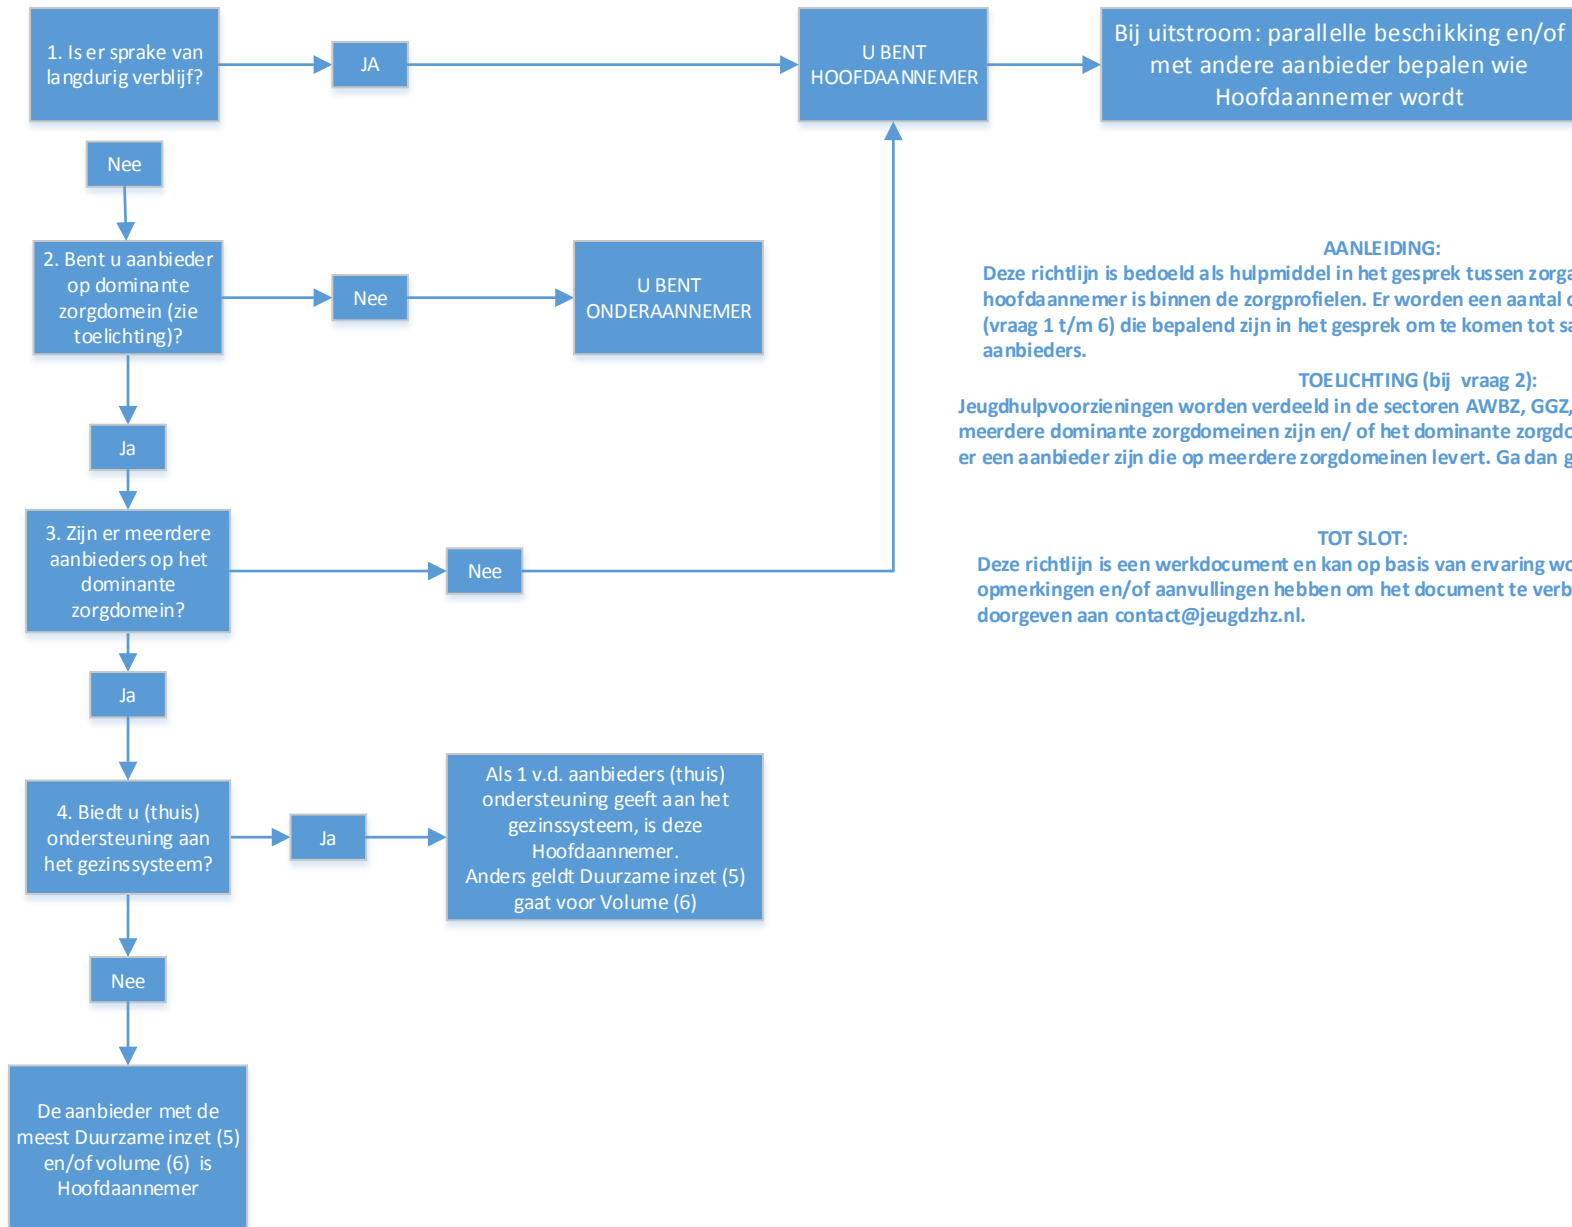 1. Is er sprake van
langdurig verblijf?
JA
U BENT
HOOFDAANNEMER
Bij uitstroom: parallelle beschikking en/of
met andere aanbieder bepalen wie
Hoofdaannemer wordt
Nee
2. Bent u aanbieder
op dominante
zorgdomein (zie
toelichting)?
Nee
U BENT
ONDERAANNEMER
Ja
3. Zijn er meerdere
aanbieders op het
dominante
zorgdomein?
Nee
Ja
4. Biedt u (thuis)
ondersteuning aan
het gezinssysteem?
Ja
Als 1 v.d. aanbieders (thuis)
ondersteuning geeft aan het
gezinssysteem, is deze
Hoofdaannemer.
Anders geldt Duurzame inzet (5)
gaat voor Volume (6)
Nee
De aanbieder met de
meest Duurzame inzet (5)
en/of volume (6) is
Hoofdaannemer
AANLEIDING:
Deze richtlijn is bedoeld als hulpmiddel in het gesprek tussen
hoofdaannemer is binnen de zorgprofielen. Er worden een aantal
(vraag 1 t/m 6) die bepalend zijn in het gesprek om te komen tot
aanbieders.
TOELICHTING (bij vraag 2):
Jeugdhulpvoorzieningen worden verdeeld in de sectoren AWBZ, GGZ,
meerdere dominante zorgdomeinen zijn en/ of het dominante
er een aanbieder zijn die op meerdere zorgdomeinen levert. Ga dan
TOT SLOT:
Deze richtlijn is een werkdocument en kan op basis van ervaring
opmerkingen en/of aanvullingen hebben om het document te
doorgeven aan contact@jeugdzhz.nl.